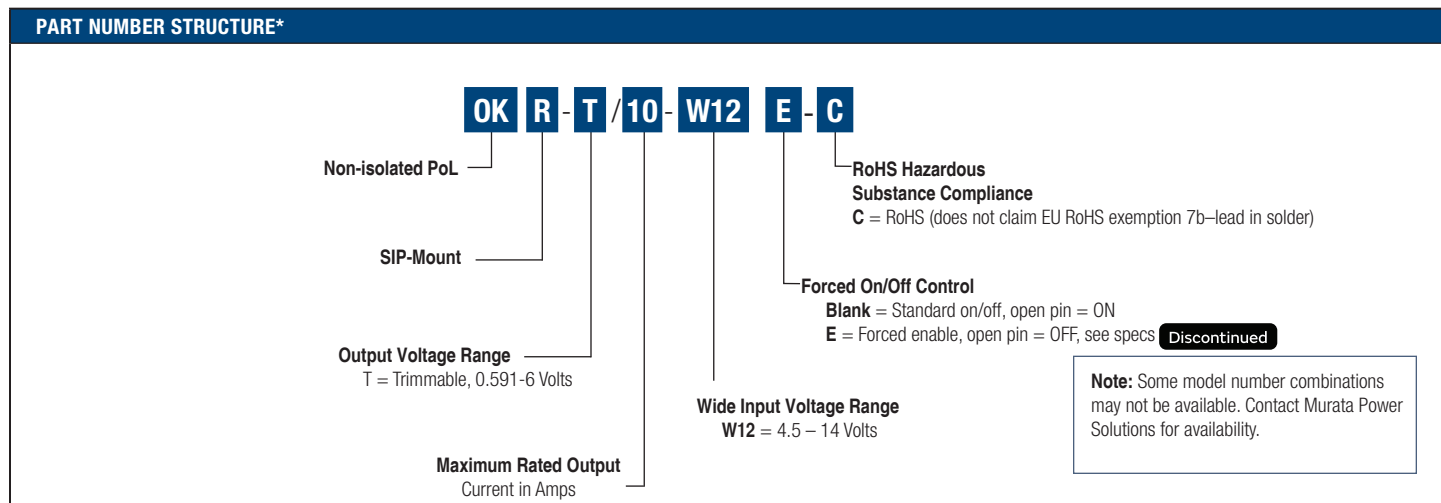 PART NUMBER STRUCTURE*
OK R - T / 10 - W12 E - C
Non-isolated PoL
RoHS Hazardous
Substance Compliance
C = RoHS (does not claim EU RoHS exemption 7b–lead in solder)
SIP-Mount
Forced On/Off Control
Blank = Standard on/off, open pin = ON
E = Forced enable, open pin = OFF, see specs Discontinued
Output Voltage Range
T = Trimmable, 0.591-6 Volts
Note: Some model number combinations
may not be available. Contact Murata Power
Solutions for availability.
Wide Input Voltage Range
W12 = 4.5 – 14 Volts
Maximum Rated Output
Current in Amps